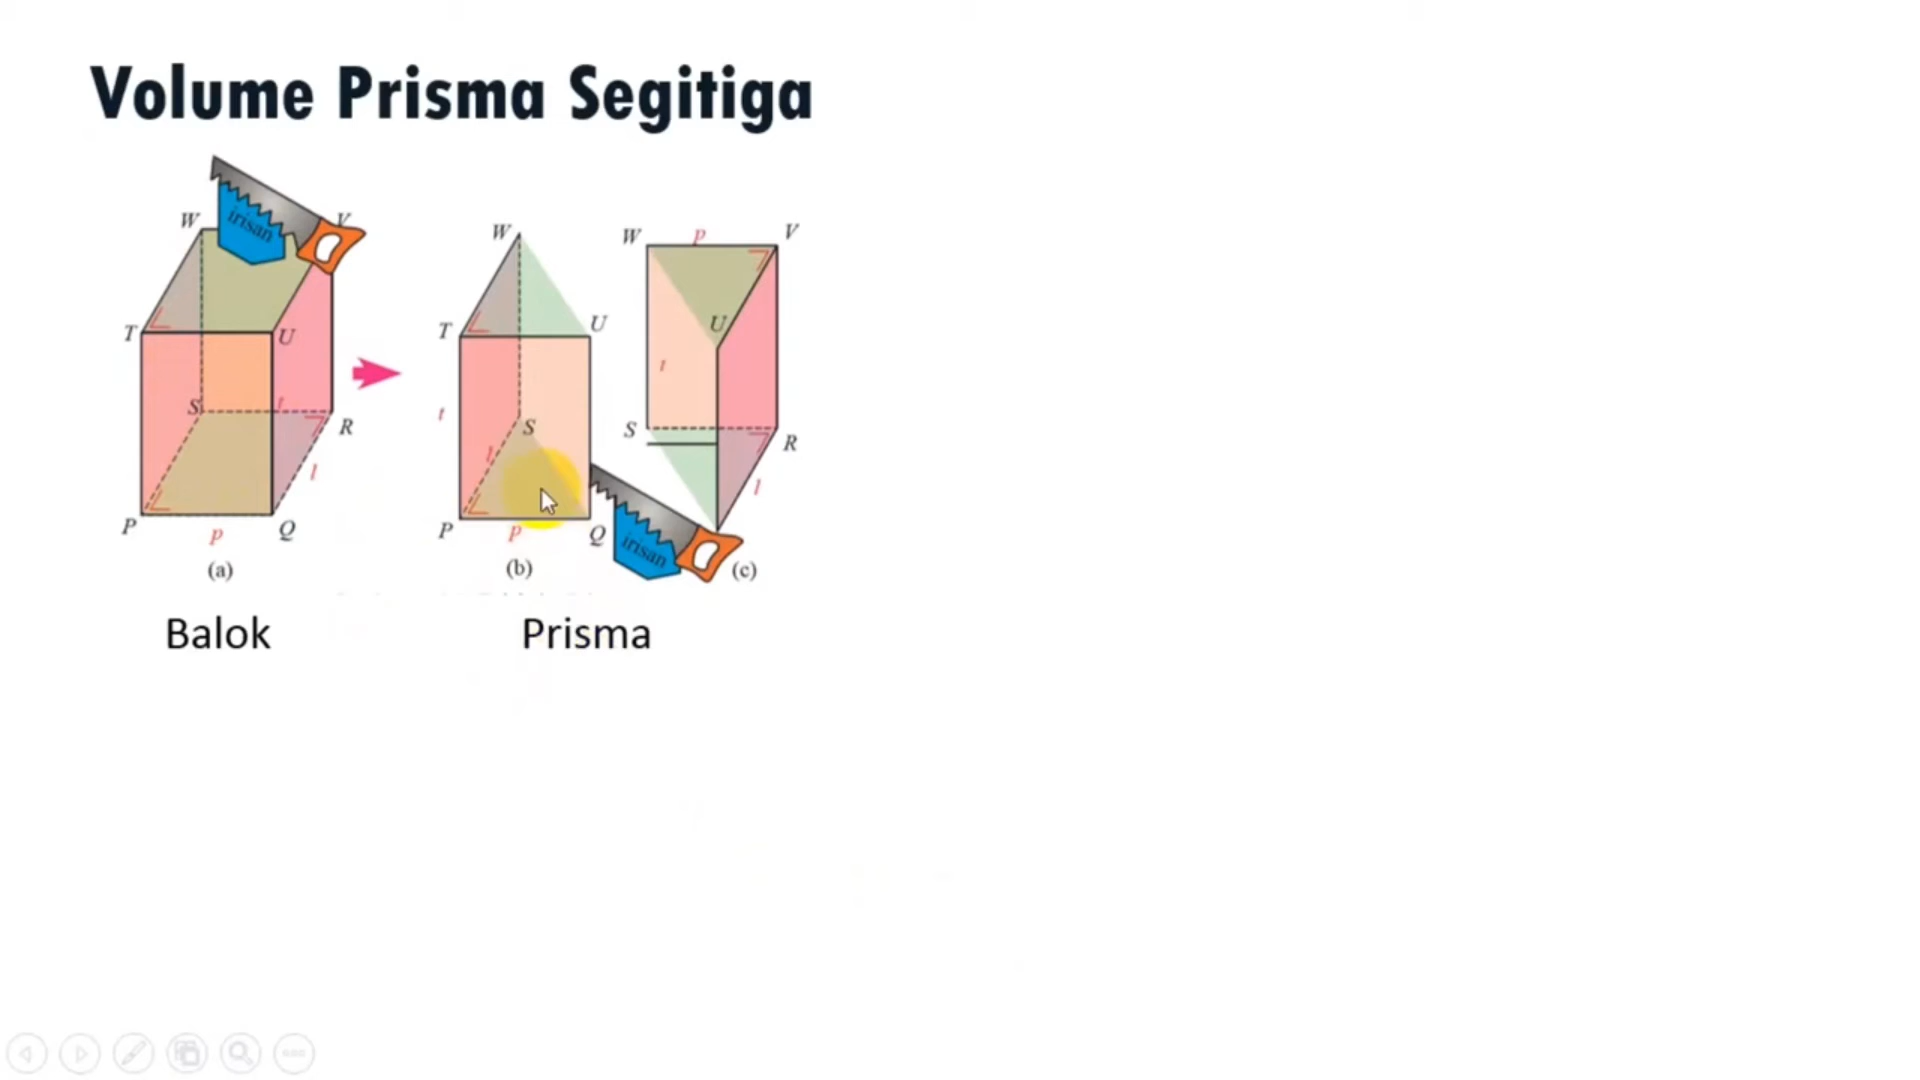 Volume Prisma Segitiga
W irisan V
T U
S t R
l
P p Q
(a)
W
T U
t
S
l
P p Q
(b)
W p V
U
t
S R
l
irisan
(c)
Balok
Prisma